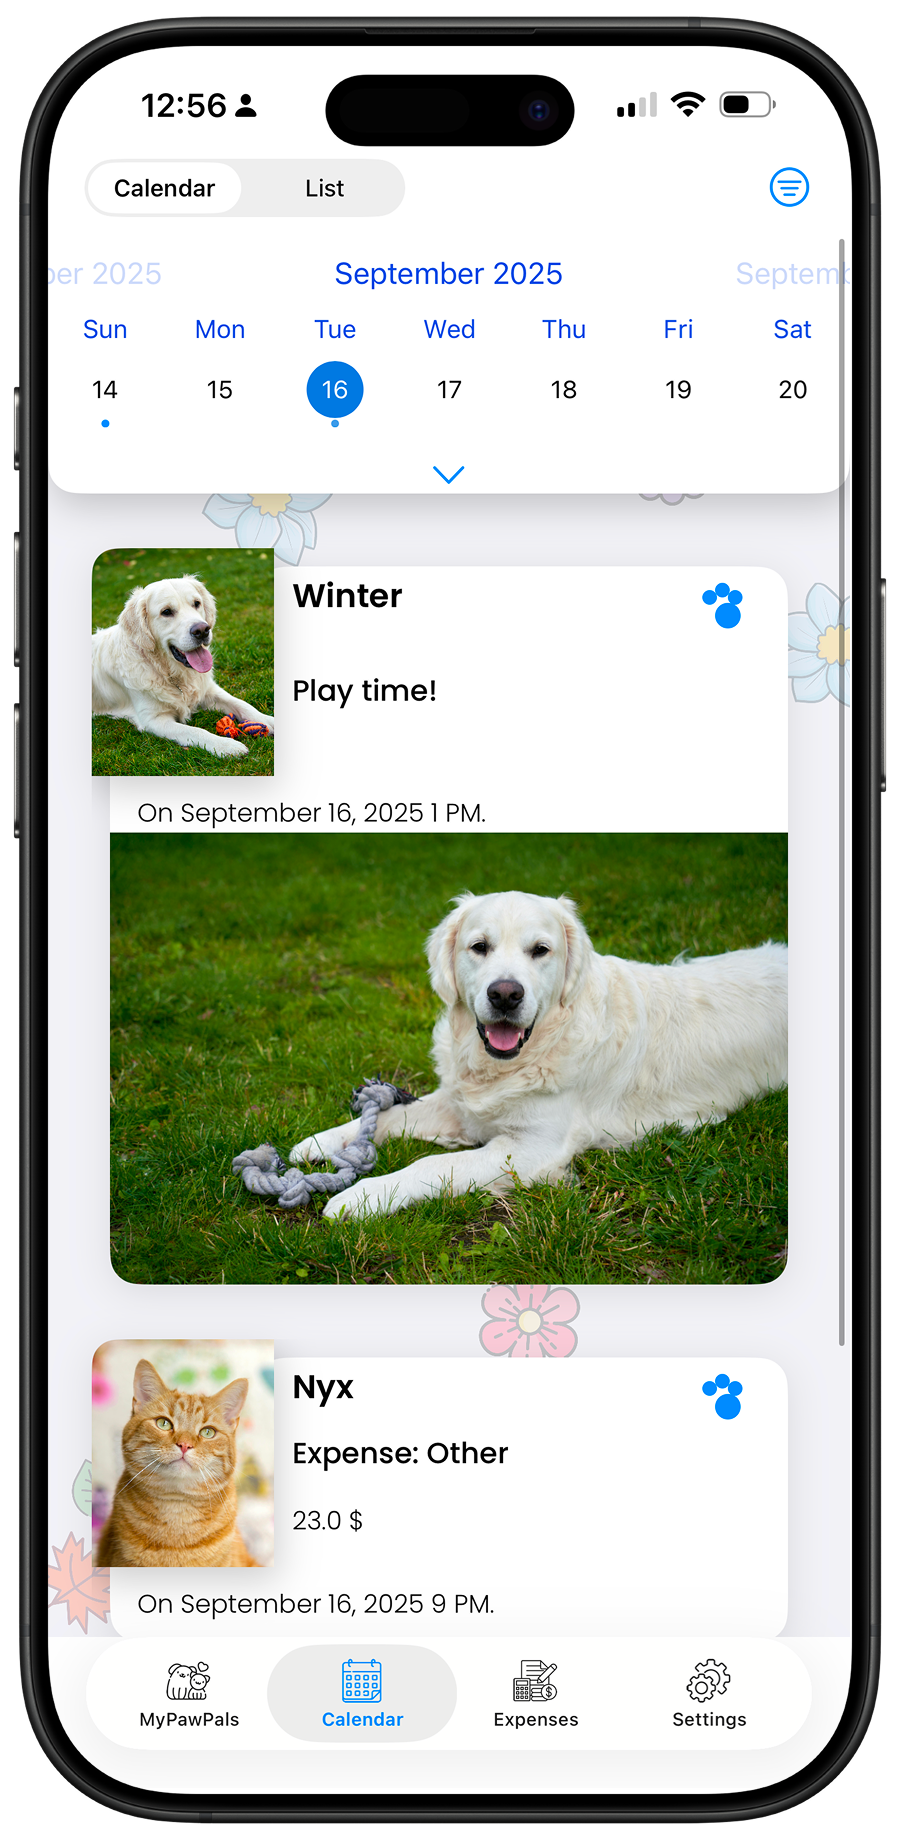 12:56
Calendar List
ber 2025 September 2025 Septemb
Sun Mon Tue Wed Thu Fri Sat
14 15 16 17 18 19 20
Winter
Play time!
On September 16, 2025 1 PM.
Nyx
Expense: Other
23.0 $
On September 16, 2025 9 PM.
MyPawPals Calendar Expenses Settings